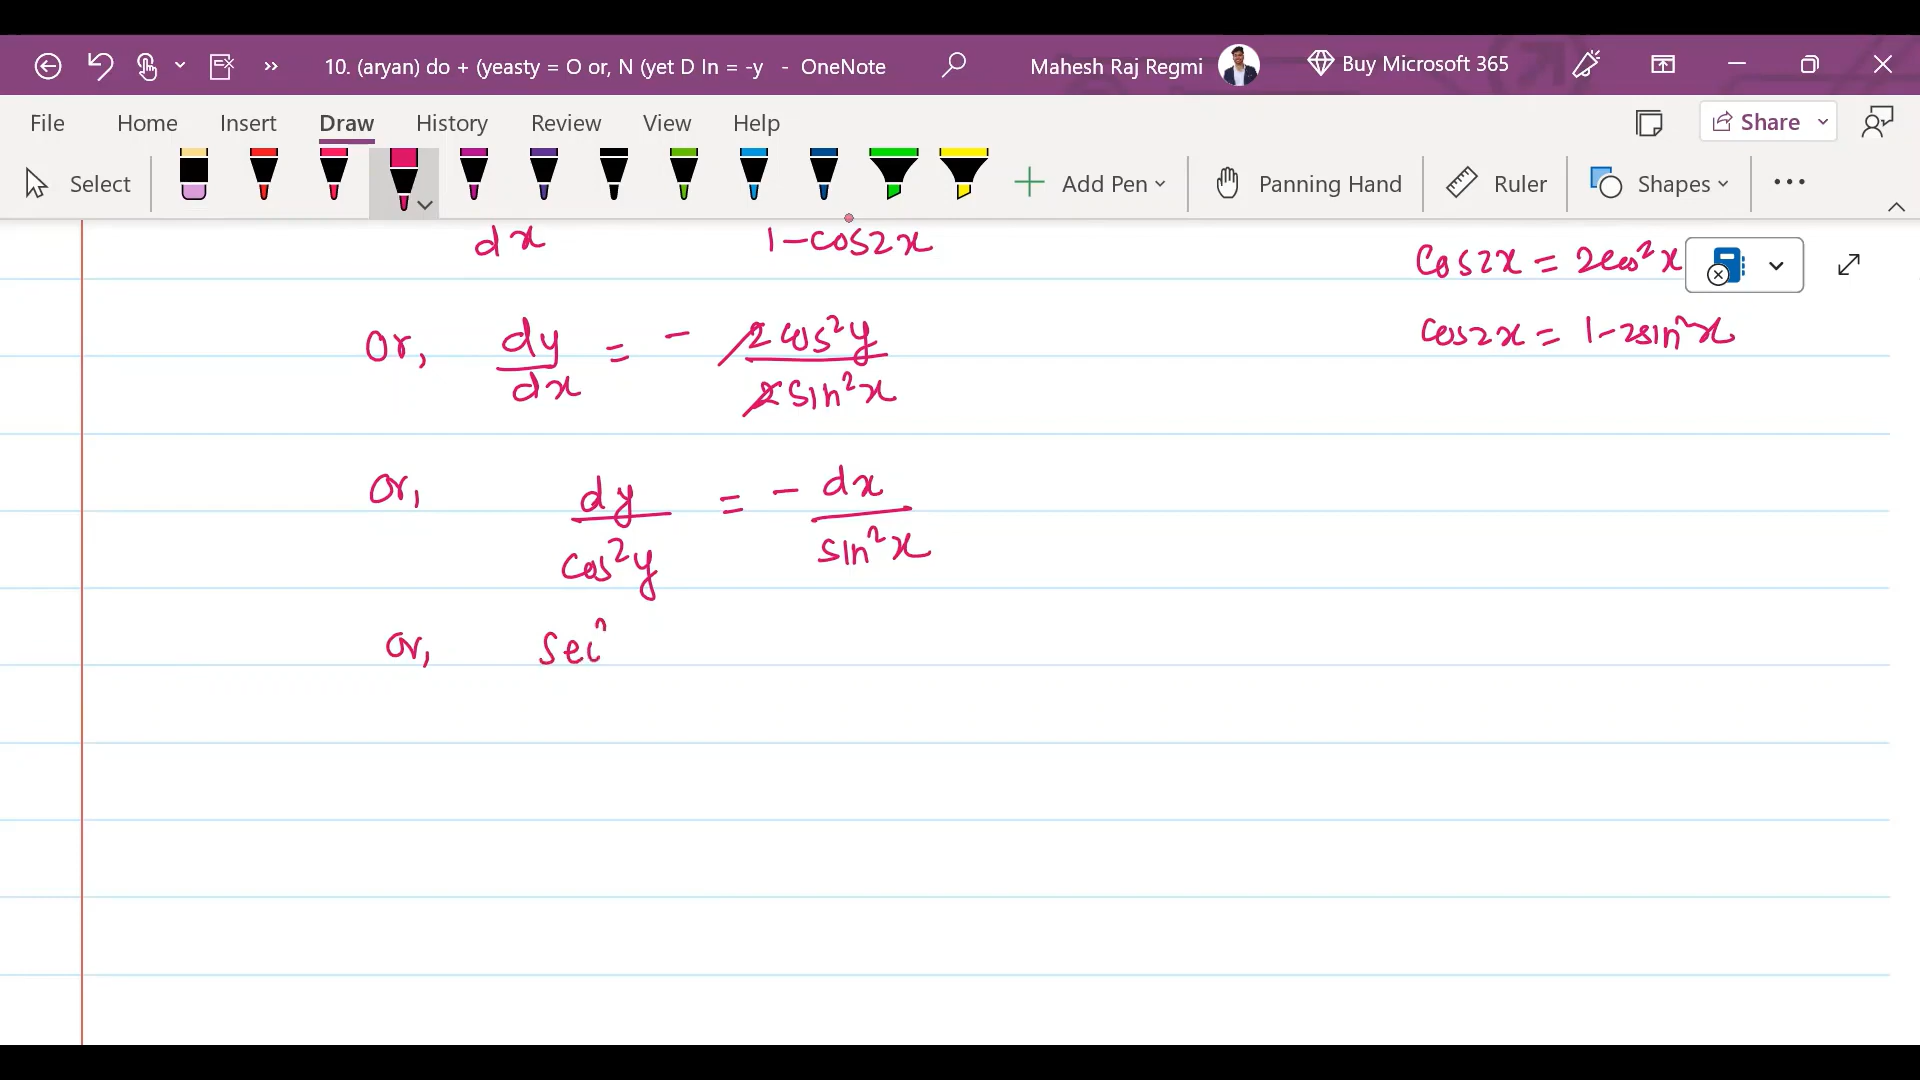 10. (aryan) do + (yeasty = O or, N (yet D In = -y - OneNote
Mahesh Raj Regmi
Buy Microsoft 365
File Home Insert Draw History Review View Help
Share
Select
Add Pen
Panning Hand
Ruler
Shapes
dx 1-cos2x
cos2x = 2cos²x
cos2x = 1-2sin²x
or, dy/dx = - 2cos²y/2sin²x
or, dy/cos²y = - dx/sin²x
or, sec²